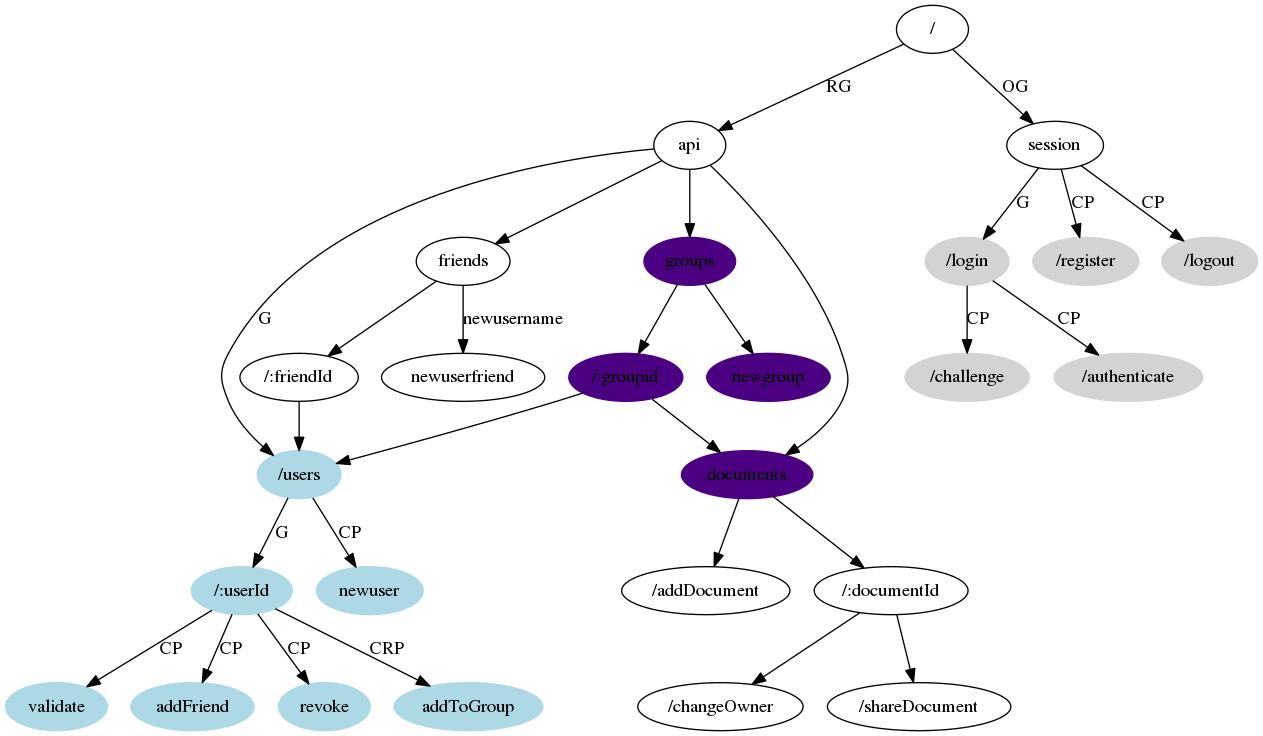 /
RG
OG
api
session
G
CP
CP
friends
groups
/login
/register
/logout
G
newusername
CP
CP
/:friendId
newuserfriend
/:groupid
newgroup
/challenge
/authenticate
/users
documents
G
CP
/:userId
newuser
/addDocument
/:documentId
CP
CP
CP
CRP
validate
addFriend
revoke
addToGroup
/changeOwner
/shareDocument